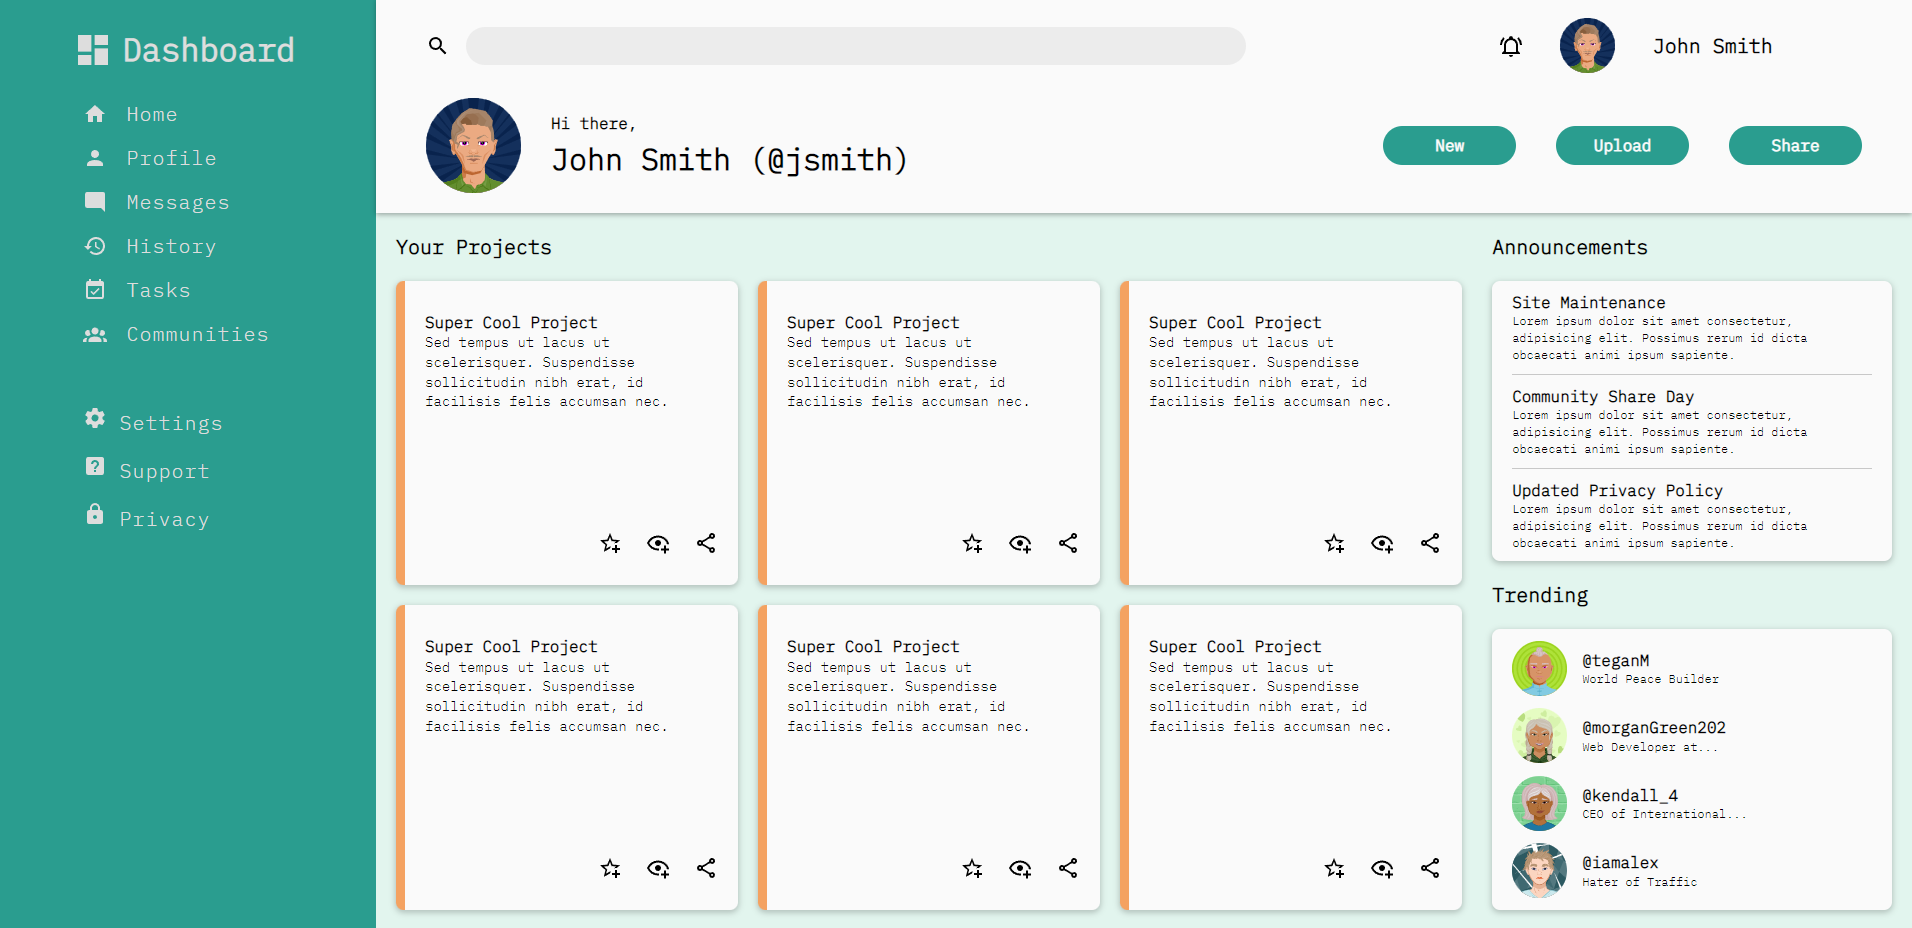 Dashboard
Home
Profile
Messages
History
Tasks
Communities
Settings
Support
Privacy
John Smith
Hi there,
John Smith (@jsmith)
New
Upload
Share
Your Projects
Super Cool Project
Sed tempus ut lacus ut
scelerisquer. Suspendisse
sollicitudin nibh erat, id
facilisis felis accumsan nec.
Super Cool Project
Sed tempus ut lacus ut
scelerisquer. Suspendisse
sollicitudin nibh erat, id
facilisis felis accumsan nec.
Super Cool Project
Sed tempus ut lacus ut
scelerisquer. Suspendisse
sollicitudin nibh erat, id
facilisis felis accumsan nec.
Super Cool Project
Sed tempus ut lacus ut
scelerisquer. Suspendisse
sollicitudin nibh erat, id
facilisis felis accumsan nec.
Super Cool Project
Sed tempus ut lacus ut
scelerisquer. Suspendisse
sollicitudin nibh erat, id
facilisis felis accumsan nec.
Super Cool Project
Sed tempus ut lacus ut
scelerisquer. Suspendisse
sollicitudin nibh erat, id
facilisis felis accumsan nec.
Announcements
Site Maintenance
Lorem ipsum dolor sit amet consectetur,
adipisicing elit. Possimus rerum id dicta
obcaecati animi ipsum sapiente.
Community Share Day
Lorem ipsum dolor sit amet consectetur,
adipisicing elit. Possimus rerum id dicta
obcaecati animi ipsum sapiente.
Updated Privacy Policy
Lorem ipsum dolor sit amet consectetur,
adipisicing elit. Possimus rerum id dicta
obcaecati animi ipsum sapiente.
Trending
@teganM
World Peace Builder
@morganGreen202
Web Developer at...
@kendall_4
CEO of International...
@iamalex
Hater of Traffic